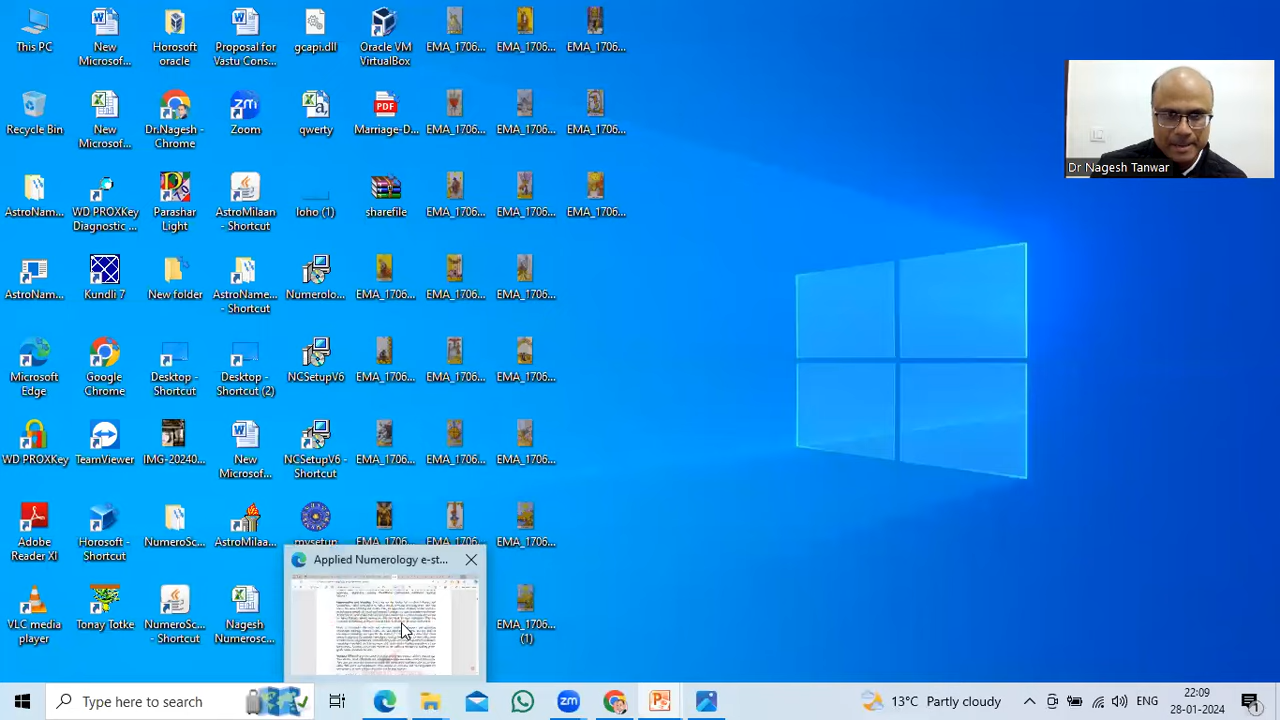 This PC
New
Microsof...
Horosoft
oracle
Proposal for
Vastu Cons...
gcapi.dll
Oracle VM
VirtualBox
EMA_1706...
EMA_1706...
EMA_1706...
Recycle Bin
New
Microsof...
Dr.Nagesh -
Chrome
Zoom
qwerty
Marriage-D...
EMA_1706...
EMA_1706...
EMA_1706...
Dr Nagesh Tanwar
AstroNam...
WD PROXKey
Diagnostic ...
Parashar
Light
AstroMilaan
- Shortcut
loho (1)
sharefile
EMA_1706...
EMA_1706...
EMA_1706...
AstroNam...
Kundli 7
New folder
AstroName...
- Shortcut
Numerolo...
EMA_1706...
EMA_1706...
EMA_1706...
Microsoft
Edge
Google
Chrome
Desktop -
Shortcut
Desktop -
Shortcut (2)
NCSetupV6
EMA_1706...
EMA_1706...
EMA_1706...
WD PROXKey
TeamViewer
IMG-20240...
New
Microsof...
NCSetupV6 -
Shortcut
EMA_1706...
EMA_1706...
EMA_1706...
Adobe
Reader XI
Horosoft -
Shortcut
NumeroSc...
AstroMilaa...
mysetup
EMA_1706...
EMA_1706...
EMA_1706...
Applied Numerology e-st...
VLC media
player
Today Taice
NumeroSc...
- Shortcut
Nagesh
Numerosc...
EMA_1706...
(1)
Type here to search
13°C Partly cloudy
ENG
22:09
28-01-2024